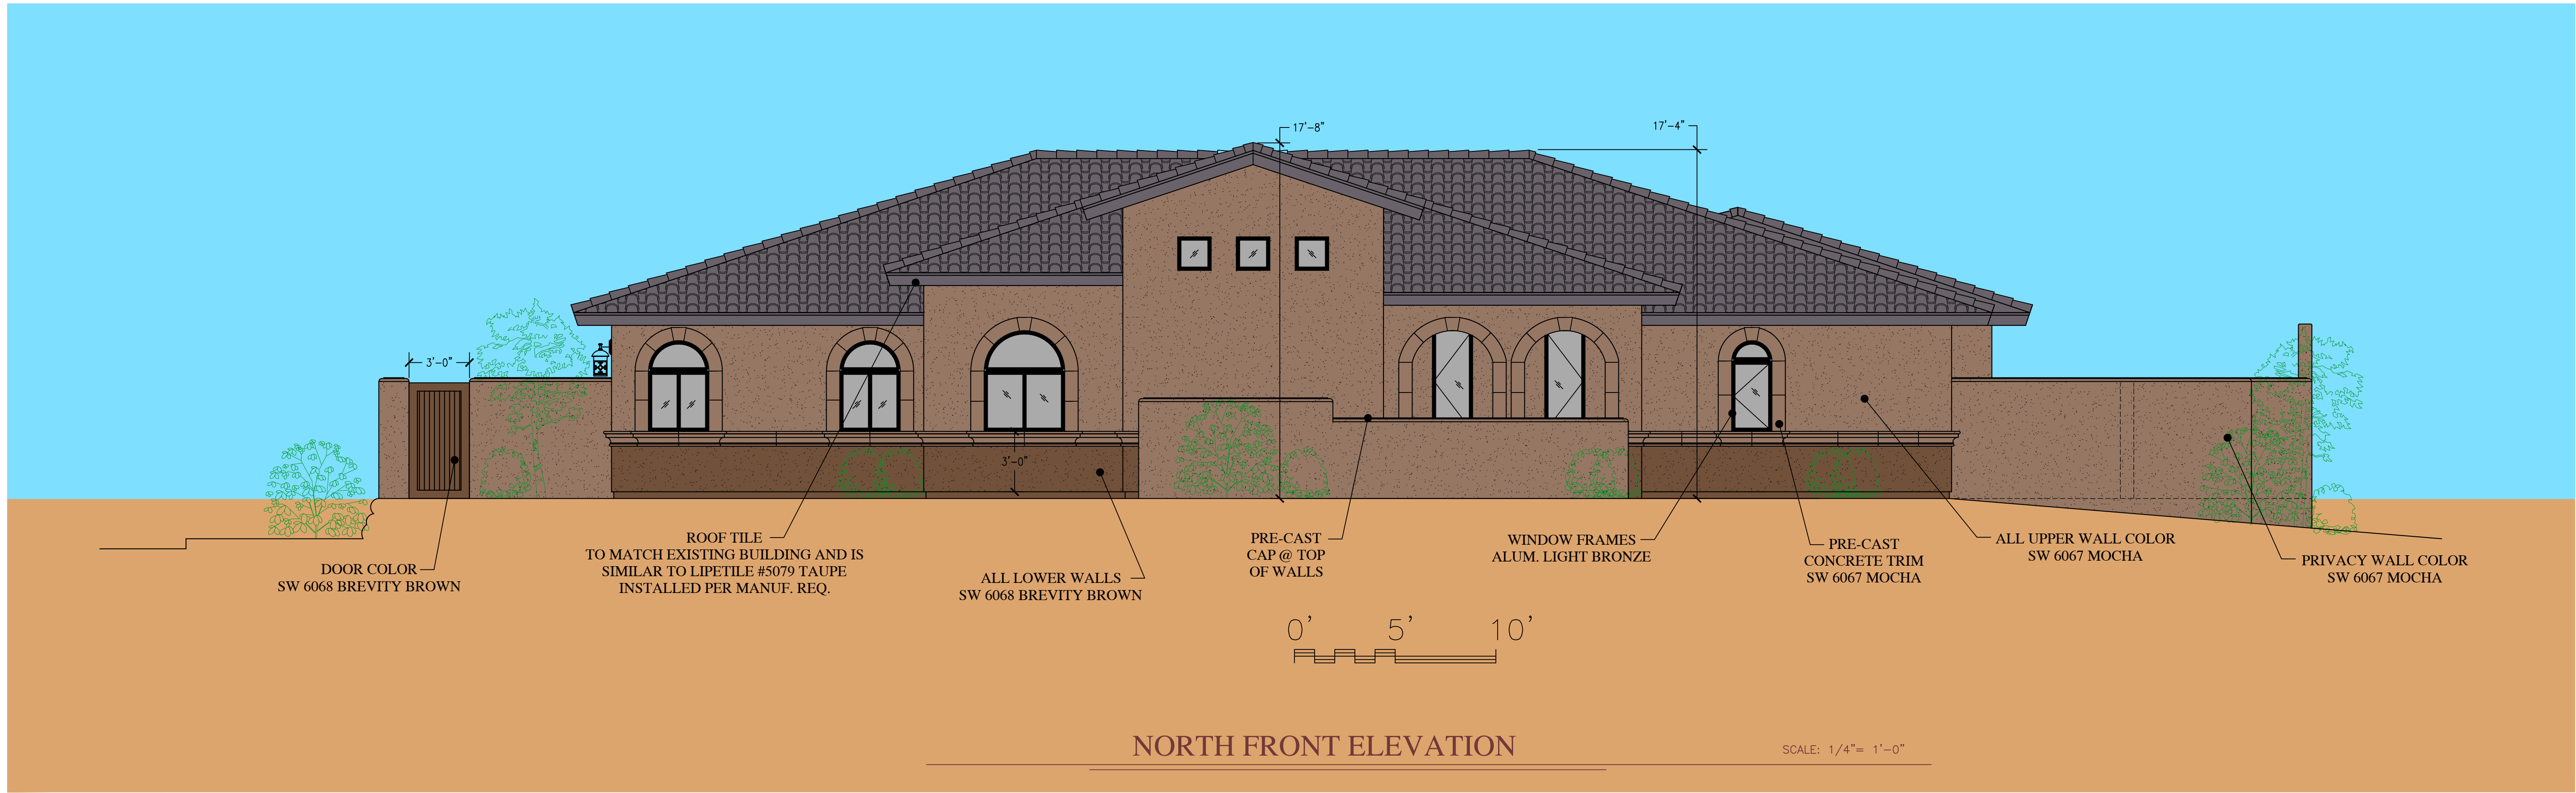 17'-8"
17'-4"
3'-0"
3'-0"
ROOF TILE
TO MATCH EXISTING BUILDING AND IS
SIMILAR TO LIPETILE #5079 TAUPE
INSTALLED PER MANUF. REQ.
DOOR COLOR
SW 6068 BREVITY BROWN
ALL LOWER WALLS
SW 6068 BREVITY BROWN
PRE-CAST
CAP @ TOP
OF WALLS
WINDOW FRAMES
ALUM. LIGHT BRONZE
PRE-CAST
CONCRETE TRIM
SW 6067 MOCHA
ALL UPPER WALL COLOR
SW 6067 MOCHA
PRIVACY WALL COLOR
SW 6067 MOCHA
0' 5' 10'
NORTH FRONT ELEVATION
SCALE: 1/4"= 1'-0"